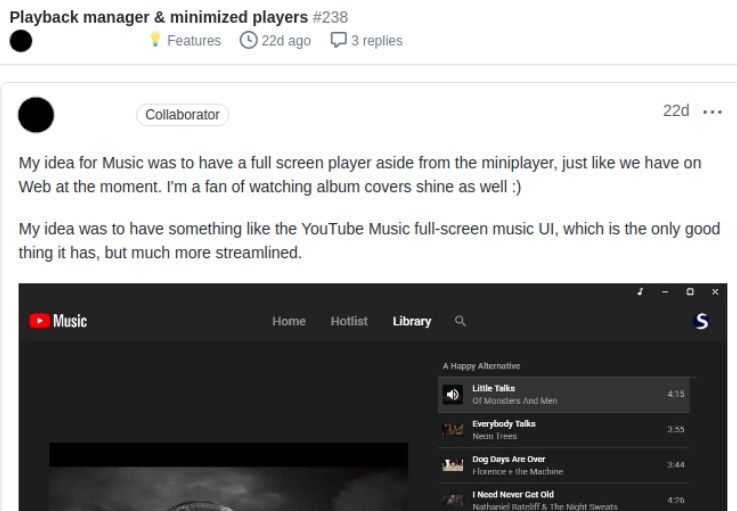 Playback manager & minimized players #238
Features 22d ago 3 replies
Collaborator 22d ...
My idea for Music was to have a full screen player aside from the miniplayer, just like we have on
Web at the moment. I'm a fan of watching album covers shine as well :)
My idea was to have something like the YouTube Music full-screen music UI, which is the only good
thing it has, but much more streamlined.
Music Home Hotlist Library S
A Happy Alternative
Little Talks 4:15
Of Monsters And Men
Everybody Talks 3:55
Neon Trees
Dog Days Are Over 3:44
Florence + the Machine
I Need Never Get Old 4:26
Nathaniel Rateliff & The Night Sweats